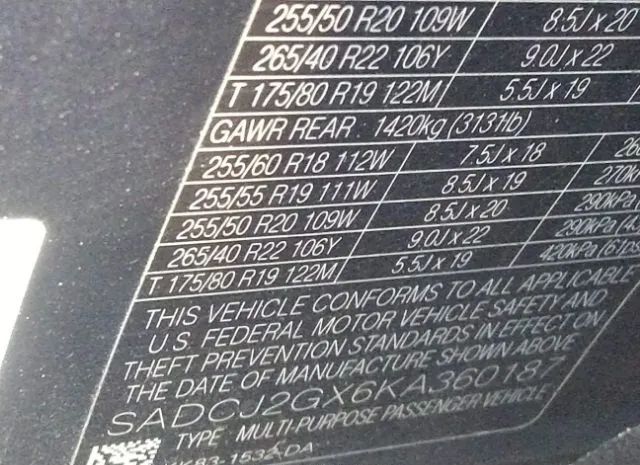 255/50 R20 109W 8.5J x 20
265/40 R22 106Y 9.0J x 22
T 175/80 R19 122M 5.5J x 19
GAWR REAR 1420kg (3131lb)
255/60 R18 112W 7.5J x 18
255/55 R19 111W 8.5J x 19 270k
255/50 R20 109W 8.5J x 20 290kPa
265/40 R22 106Y 9.0J x 22 290kPa
T 175/80 R19 122M 5.5J x 19 420kPa (61
THIS VEHICLE CONFORMS TO ALL APPLICABLE
U.S. FEDERAL MOTOR VEHICLE SAFETY AND
THEFT PREVENTION STANDARDS IN EFFECT ON
THE DATE OF MANUFACTURE SHOWN ABOVE
SADCJ2GX6KA360187
TYPE MULTI-PURPOSE PASSENGER VEHICLE